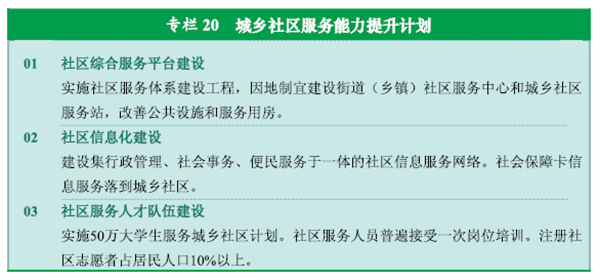 专栏 20 城乡社区服务能力提升计划
01 社区综合服务平台建设
实施社区服务体系建设工程，因地制宜建设街道（乡镇）社区服务中心和城乡社区
服务站，改善公共设施和服务用房。
02 社区信息化建设
建设集行政管理、社会事务、便民服务于一体的社区信息服务网络。社会保障卡信
息服务落到城乡社区。
03 社区服务人才队伍建设
实施50万大学生服务城乡社区计划。社区服务人员普遍接受一次岗位培训。注册社
区志愿者占居民人口10%以上。